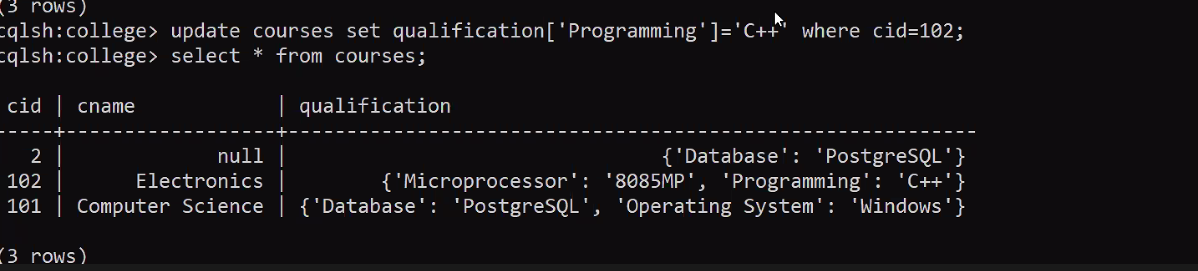 (3 rows)
cqlsh:college> update courses set qualification['Programming']='C++' where cid=102;
cqlsh:college> select * from courses;
cid | cname | qualification
-----+------------------+-----------------------------------------------------------
2 | null | {'Database': 'PostgreSQL'}
102 | Electronics | {'Microprocessor': '8085MP', 'Programming': 'C++'}
101 | Computer Science | {'Database': 'PostgreSQL', 'Operating System': 'Windows'}
(3 rows)